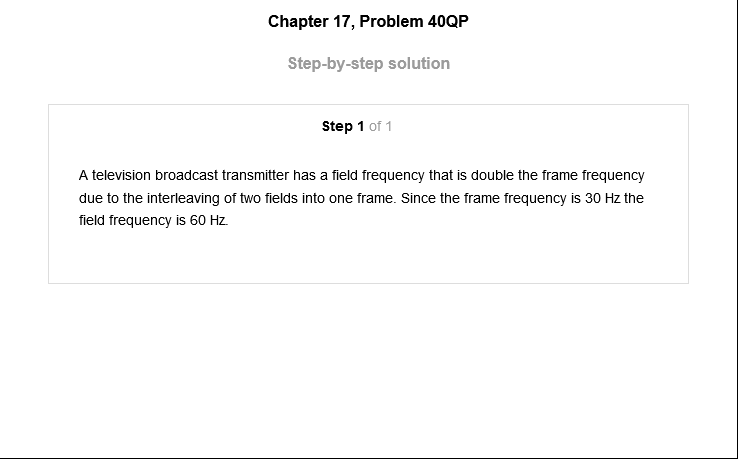 Chapter 17, Problem 40QP
Step-by-step solution
Step 1 of 1
A television broadcast transmitter has a field frequency that is double the frame frequency
due to the interleaving of two fields into one frame. Since the frame frequency is 30 Hz the
field frequency is 60 Hz.